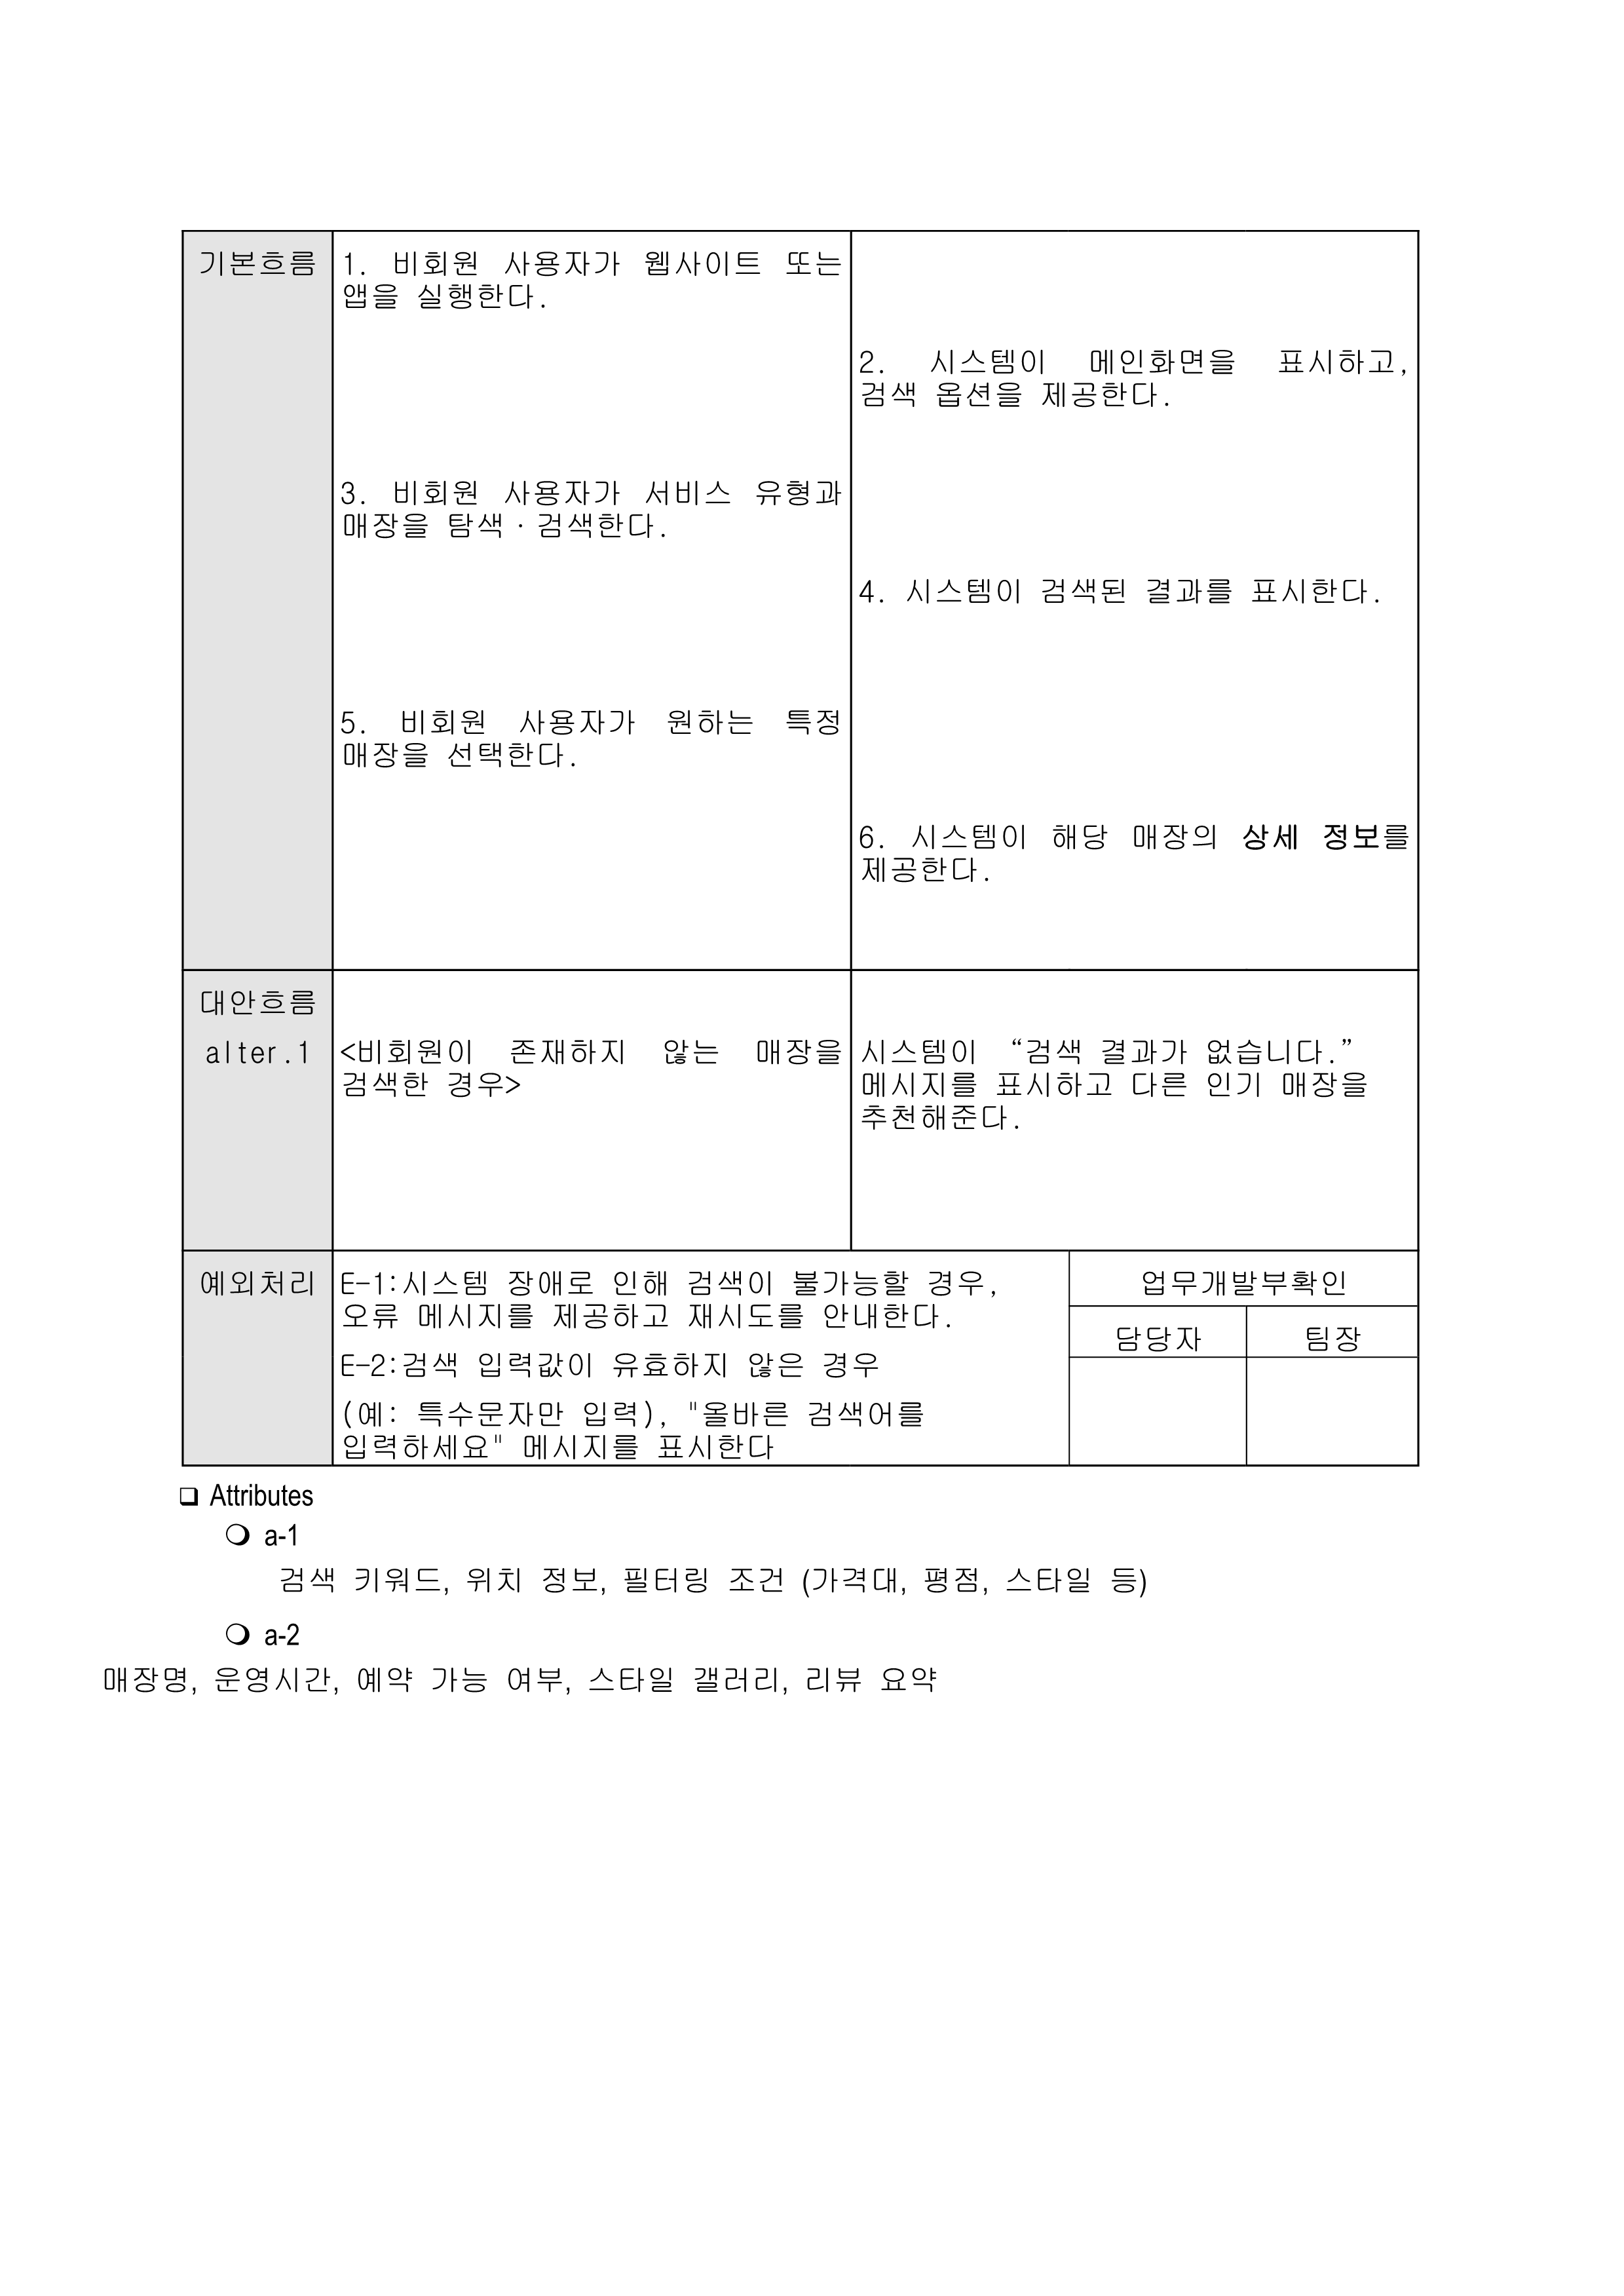 기본흐름
1. 비회원 사용자가 웹사이트 또는
앱을 실행한다.
2. 시스템이 메인화면을 표시하고,
검색 옵션을 제공한다.
3. 비회원 사용자가 서비스 유형과
매장을 탐색·검색한다.
4. 시스템이 검색된 결과를 표시한다.
5. 비회원 사용자가 원하는 특정
매장을 선택한다.
6. 시스템이 해당 매장의 상세 정보를
제공한다.
대안흐름
alter.1
<비회원이 존재하지 않는 매장을
검색한 경우>
시스템이 “검색 결과가 없습니다.”
메시지를 표시하고 다른 인기 매장을
추천해준다.
예외처리
E-1:시스템 장애로 인해 검색이 불가능할 경우,
오류 메시지를 제공하고 재시도를 안내한다.
E-2:검색 입력값이 유효하지 않은 경우
(예: 특수문자만 입력), "올바른 검색어를
입력하세요" 메시지를 표시한다
업무개발부확인
담당자 팀장
❑ Attributes
❍ a-1
검색 키워드, 위치 정보, 필터링 조건 (가격대, 평점, 스타일 등)
❍ a-2
매장명, 운영시간, 예약 가능 여부, 스타일 갤러리, 리뷰 요약